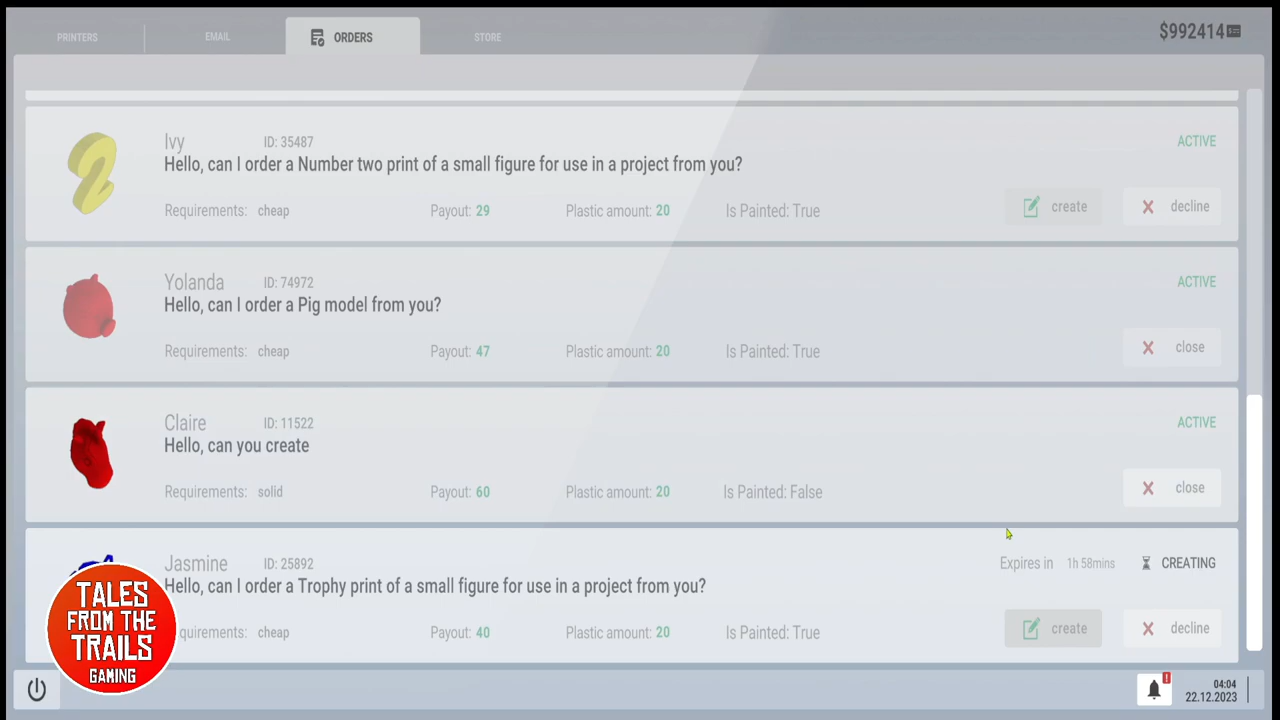 PRINTERS
EMAIL
ORDERS
STORE
$992414
Ivy
ID: 35487
ACTIVE
Hello, can I order a Number two print of a small figure for use in a project from you?
Requirements: cheap
Payout: 29
Plastic amount: 20
Is Painted: True
create
decline
Yolanda
ID: 74972
ACTIVE
Hello, can I order a Pig model from you?
Requirements: cheap
Payout: 47
Plastic amount: 20
Is Painted: True
close
Claire
ID: 11522
ACTIVE
Hello, can you create
Requirements: solid
Payout: 60
Plastic amount: 20
Is Painted: False
close
Jasmine
ID: 25892
Expires in 1h 58mins
CREATING
Hello, can I order a Trophy print of a small figure for use in a project from you?
quirements: cheap
Payout: 40
Plastic amount: 20
Is Painted: True
create
decline
TALES
FROM THE
TRAILS
GAMING
!
04:04
22.12.2023